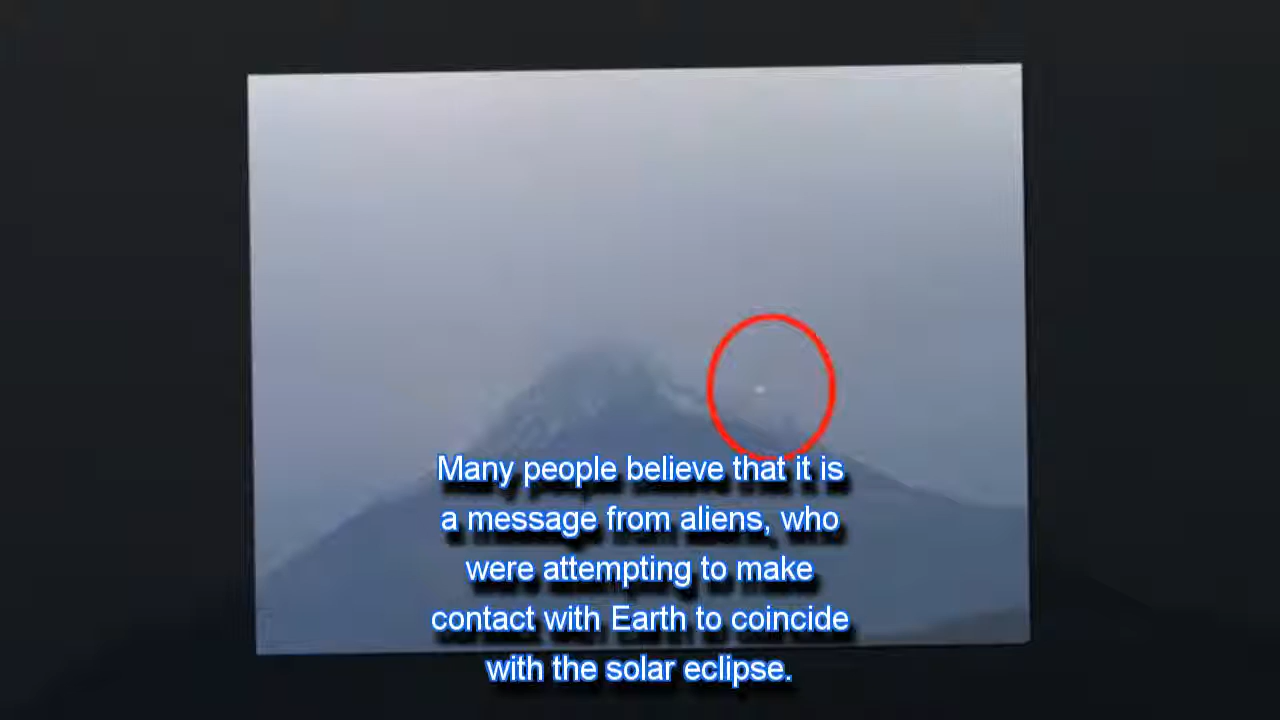 Many people believe that it is
a message from aliens, who
were attempting to make
contact with Earth to coincide
with the solar eclipse.